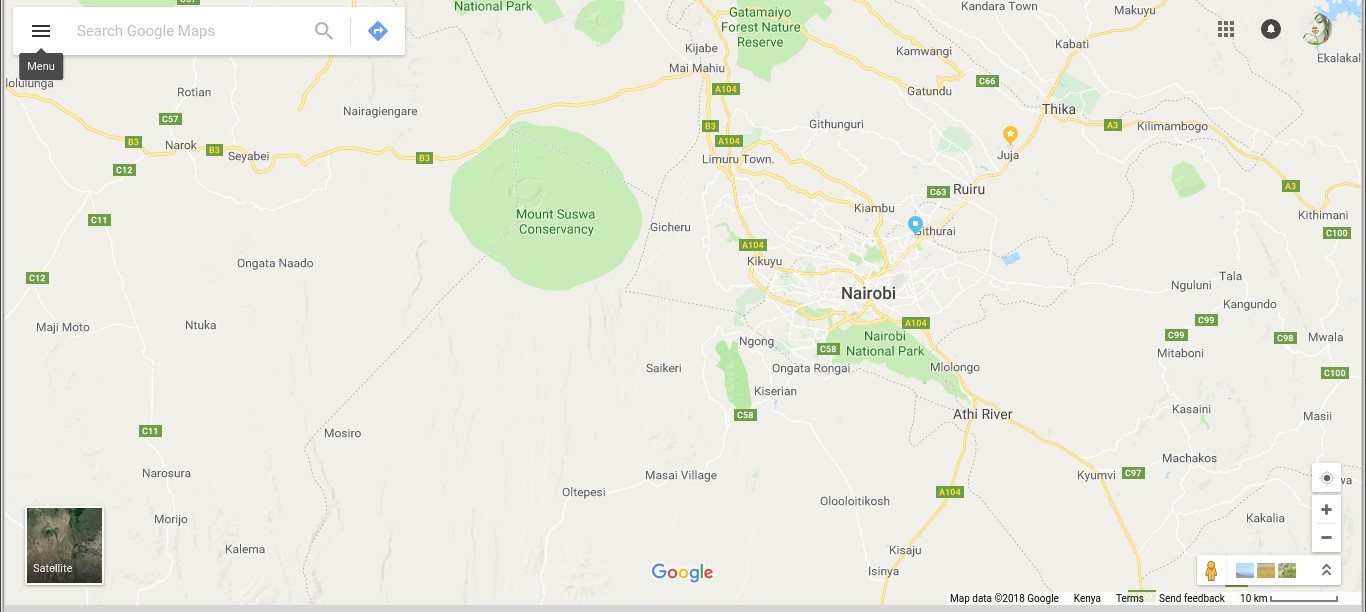 National Park
C57
Gatamaiyo
Forest Nature
Reserve
Kandara Town
Makuyu
Search Google Maps
Kijabe
Kabati
Ekalakal
Menu
Mai Mahiu
Kamwangi
lolulunga
Rotian
A104
Gatundu
C66
Nairagiengare
Thika
C57
B3
Githunguri
A3
Kilimambogo
B3
Narok
B3
Seyabei
B3
A104
Limuru Town.
Juja
C12
C63
Ruiru
A3
C11
Mount Suswa
Conservancy
Gicheru
Kiambu
Githurai
Kithimani
C100
A104
Kikuyu
Ongata Naado
C12
Nairobi
Nguluni
Tala
Kangundo
Maji Moto
Ntuka
A104
C99
C99
C98
Mwala
Ngong
C58
Nairobi
National Park
Mitaboni
Saikeri
Ongata Rongai
Mlolongo
C100
Kiserian
C58
Athi River
Kasaini
Masii
C11
Mosiro
Machakos
Narosura
Masai Village
Kyumvi
C97
wa
Oltepesi
Olooloitikosh
A104
Morijo
Kakalia
Kalema
Kisaju
Satellite
Google
Isinya
Map data ©2018 Google
Kenya
Terms
Send feedback
10 km